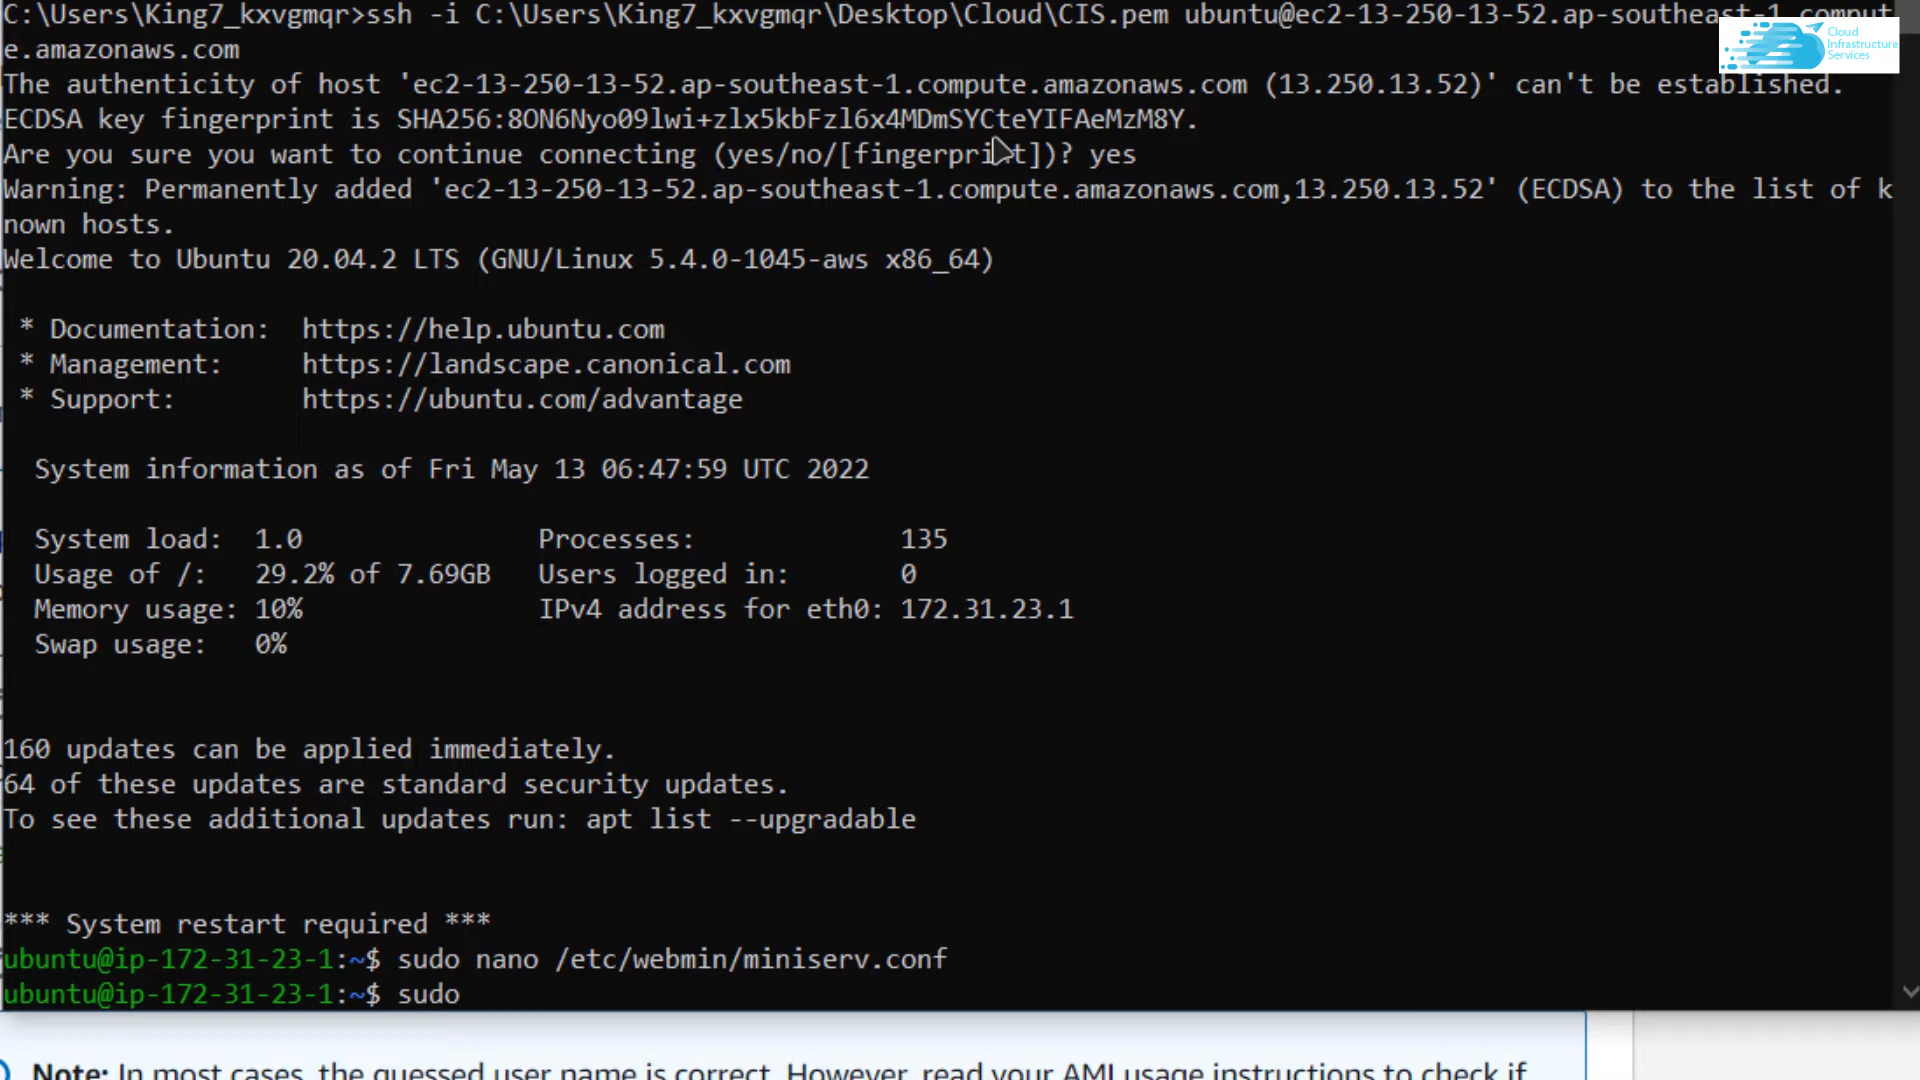 C:\Users\King7_kxvgmqr>ssh -i C:\Users\King7_kxvgmqr\Desktop\Cloud\CIS.pem ubuntu@ec2-13-250-13-52.ap-southeast-1.comput
e.amazonaws.com
Cloud
Infrastructure
Services
The authenticity of host 'ec2-13-250-13-52.ap-southeast-1.compute.amazonaws.com (13.250.13.52)' can't be established.
ECDSA key fingerprint is SHA256:8ON6Nyo09lwi+zlx5kbFzl6x4MDmSYCteYIFAeMzM8Y.
Are you sure you want to continue connecting (yes/no/[fingerprint])? yes
Warning: Permanently added 'ec2-13-250-13-52.ap-southeast-1.compute.amazonaws.com,13.250.13.52' (ECDSA) to the list of k
nown hosts.
Welcome to Ubuntu 20.04.2 LTS (GNU/Linux 5.4.0-1045-aws x86_64)
* Documentation:  https://help.ubuntu.com
* Management:     https://landscape.canonical.com
* Support:        https://ubuntu.com/advantage
System information as of Fri May 13 06:47:59 UTC 2022
System load:  1.0               Processes:             135
Usage of /:   29.2% of 7.69GB   Users logged in:       0
Memory usage: 10%               IPv4 address for eth0: 172.31.23.1
Swap usage:   0%
160 updates can be applied immediately.
64 of these updates are standard security updates.
To see these additional updates run: apt list --upgradable
*** System restart required ***
ubuntu@ip-172-31-23-1:~$ sudo nano /etc/webmin/miniserv.conf
ubuntu@ip-172-31-23-1:~$ sudo
Note: In most cases, the guessed user name is correct. However, read your AMI usage instructions to check if